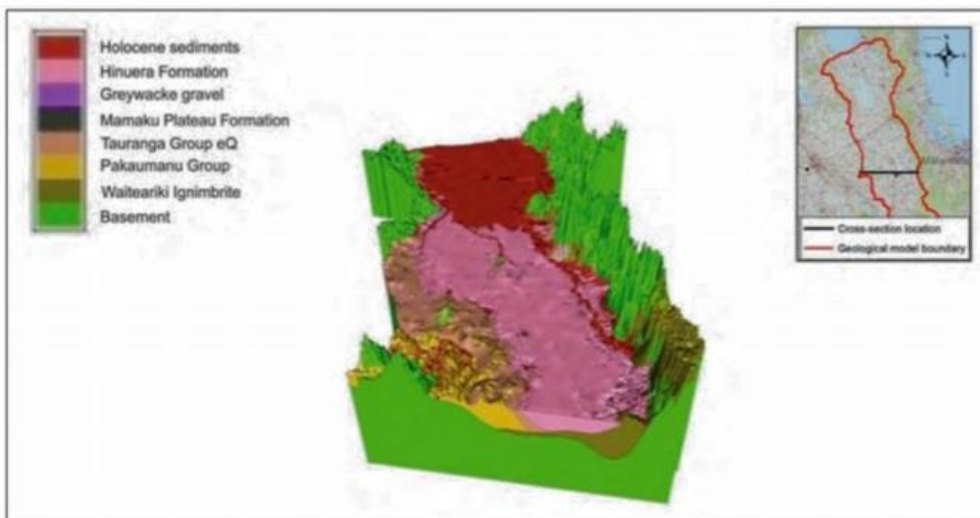 Holocene sediments
Hinuera Formation
Greywacke gravel
Mamaku Plateau Formation
Tauranga Group eQ
Pakaumanu Group
Waiteariki Ignimbrite
Basement
Cross-section location
Geological model boundary